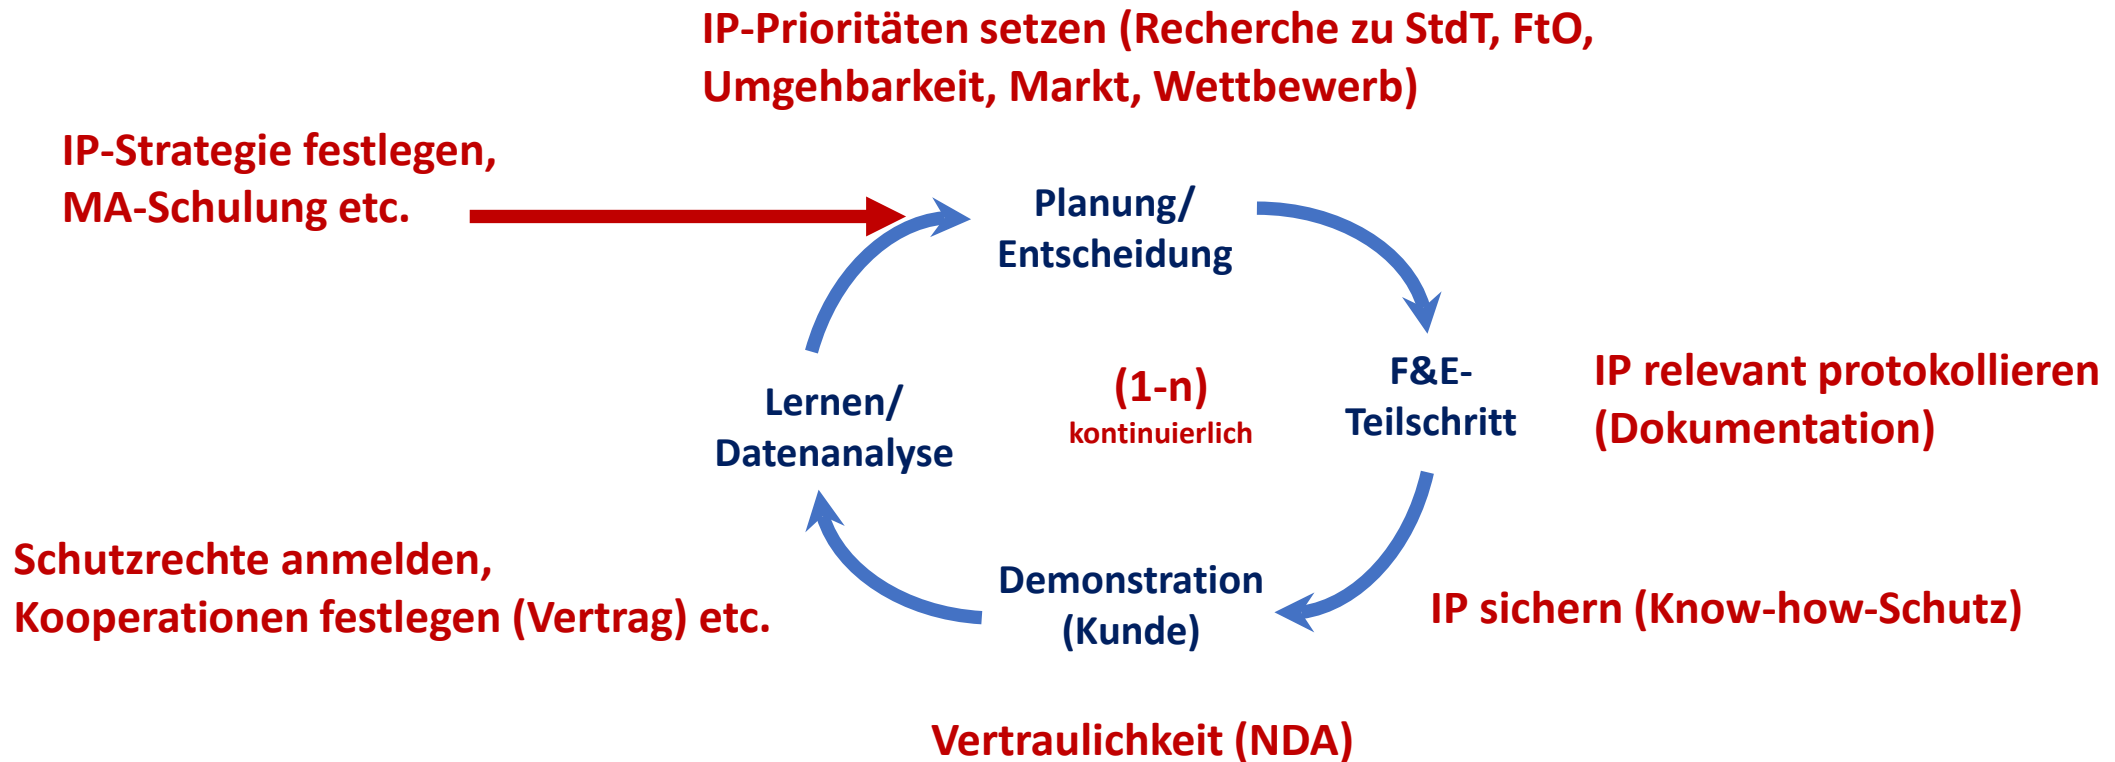 IP-Prioritäten setzen (Recherche zu StdT, FtO,
Umgehbarkeit, Markt, Wettbewerb)
IP-Strategie festlegen,
MA-Schulung etc.
Planung/
Entscheidung
F&E-
Teilschritt
IP relevant protokollieren
(Dokumentation)
(1-n)
kontinuierlich
Lernen/
Datenanalyse
Schutzrechte anmelden,
Kooperationen festlegen (Vertrag) etc.
Demonstration
(Kunde)
IP sichern (Know-how-Schutz)
Vertraulichkeit (NDA)